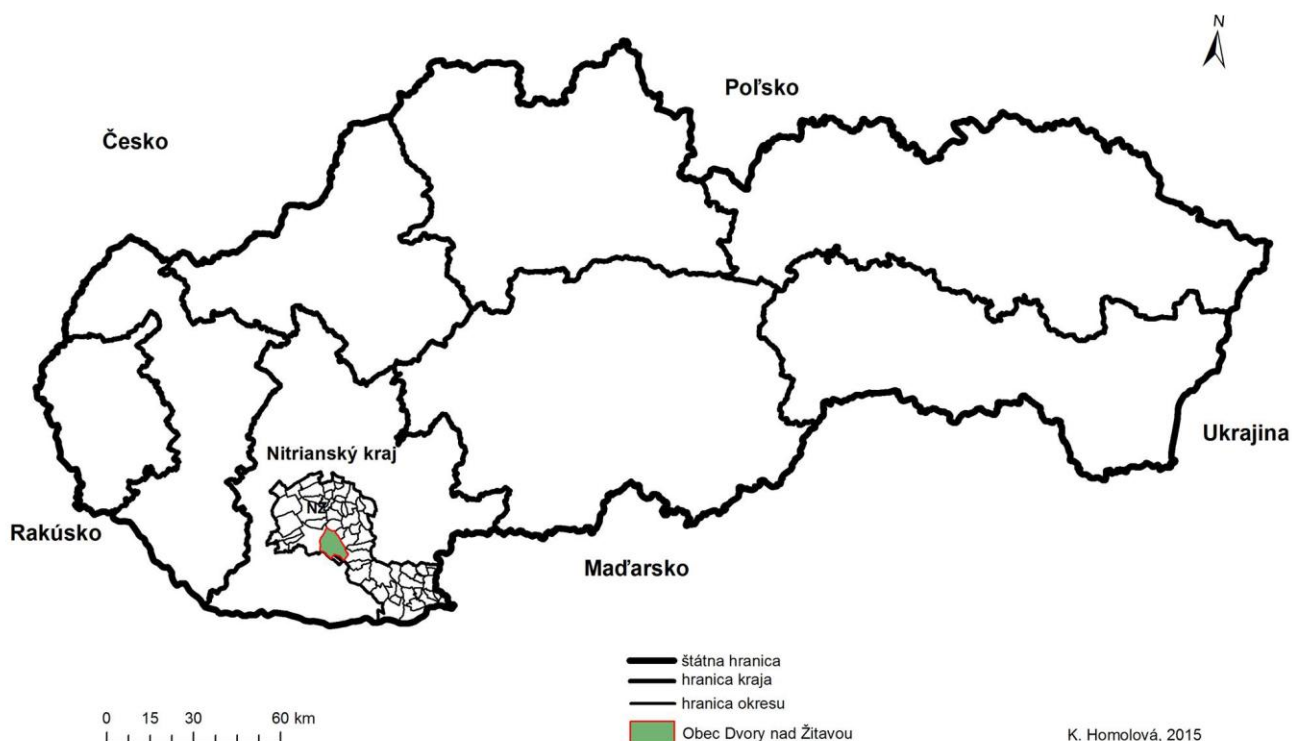 N
Poľsko
Česko
Nitrianský kraj
NZ
Ukrajina
Rakúsko
Maďarsko
štátna hranica
hranica kraja
hranica okresu
0 15 30 60 km
Obec Dvory nad Žitavou
K. Homolová, 2015